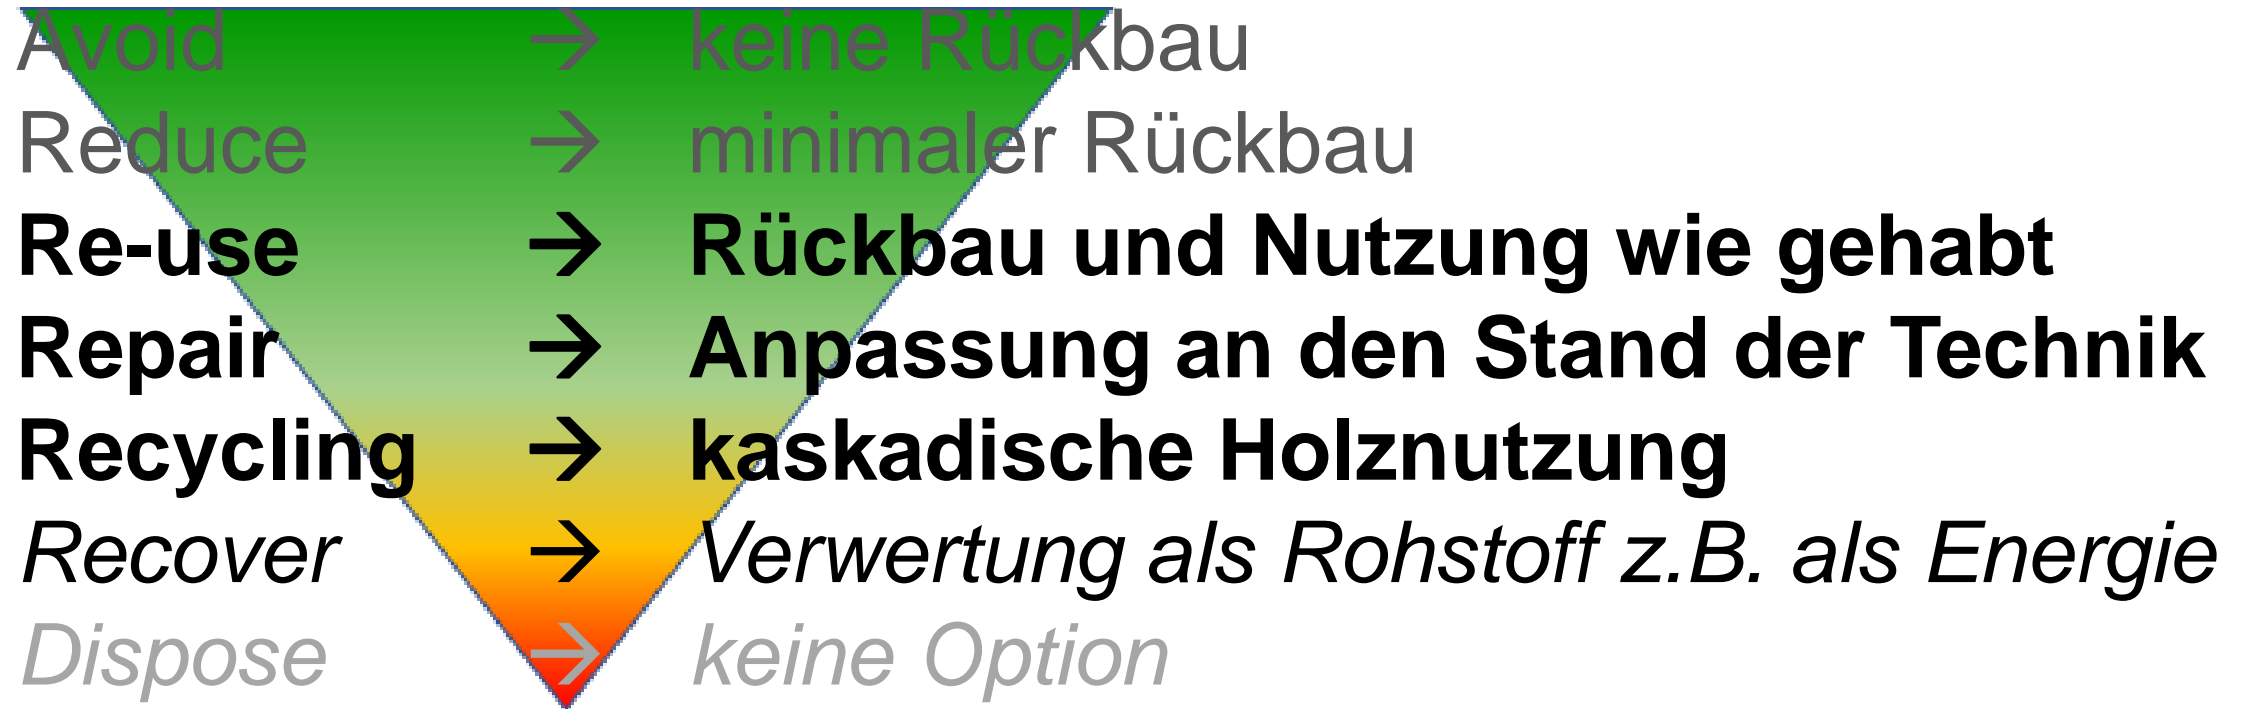 Avoid → keine Rückbau
Reduce → minimaler Rückbau
Re-use → Rückbau und Nutzung wie gehabt
Repair → Anpassung an den Stand der Technik
Recycling → kaskadische Holznutzung
Recover → Verwertung als Rohstoff z.B. als Energie
Dispose → keine Option